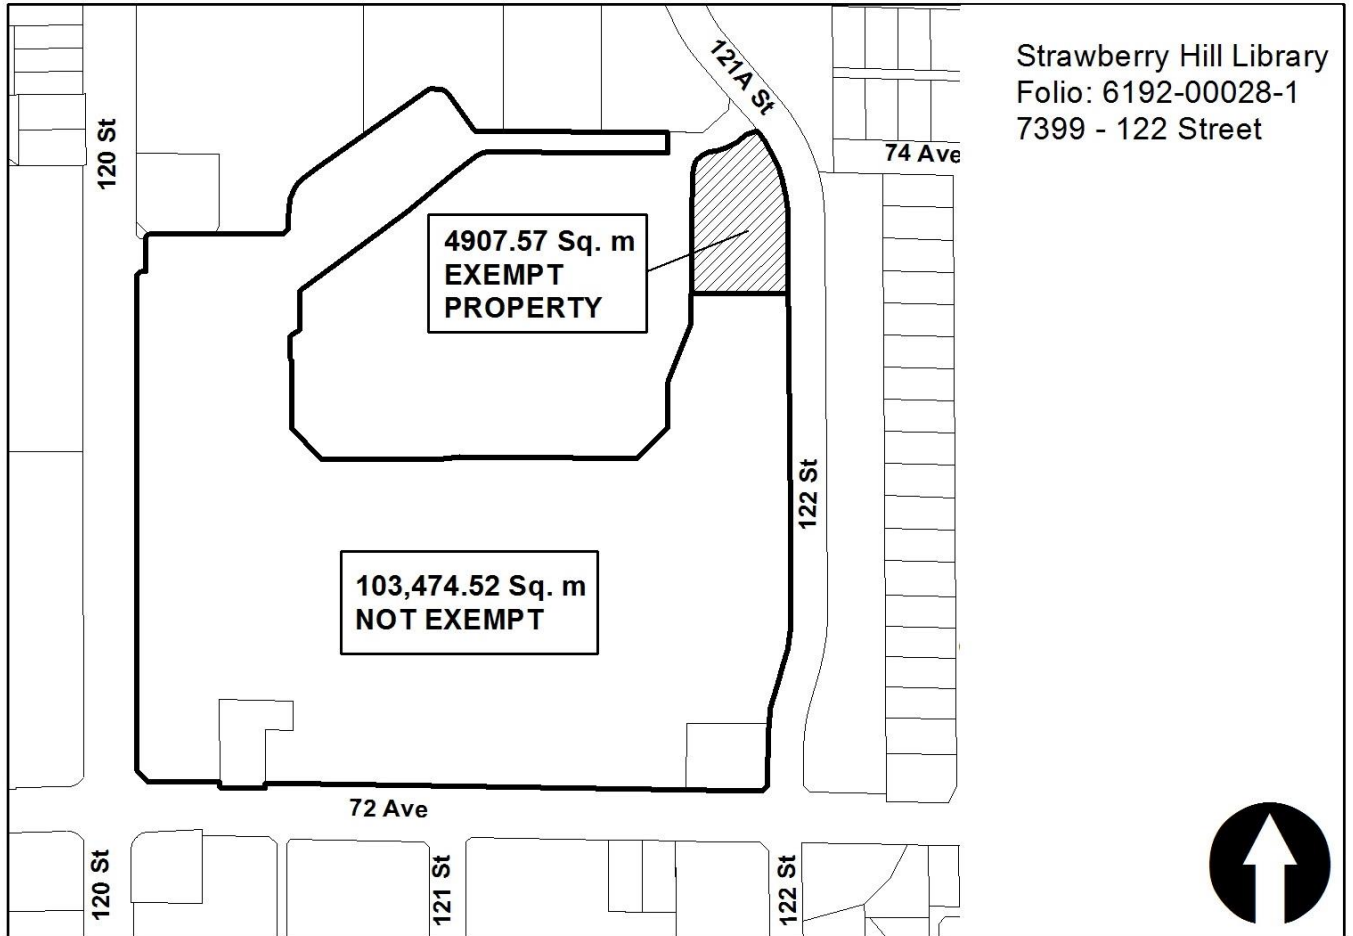 Strawberry Hill Library
Folio: 6192-00028-1
7399 - 122 Street
121A St
120 St
74 Ave
4907.57 Sq. m
EXEMPT
PROPERTY
122 St
103,474.52 Sq. m
NOT EXEMPT
72 Ave
120 St
121 St
122 St